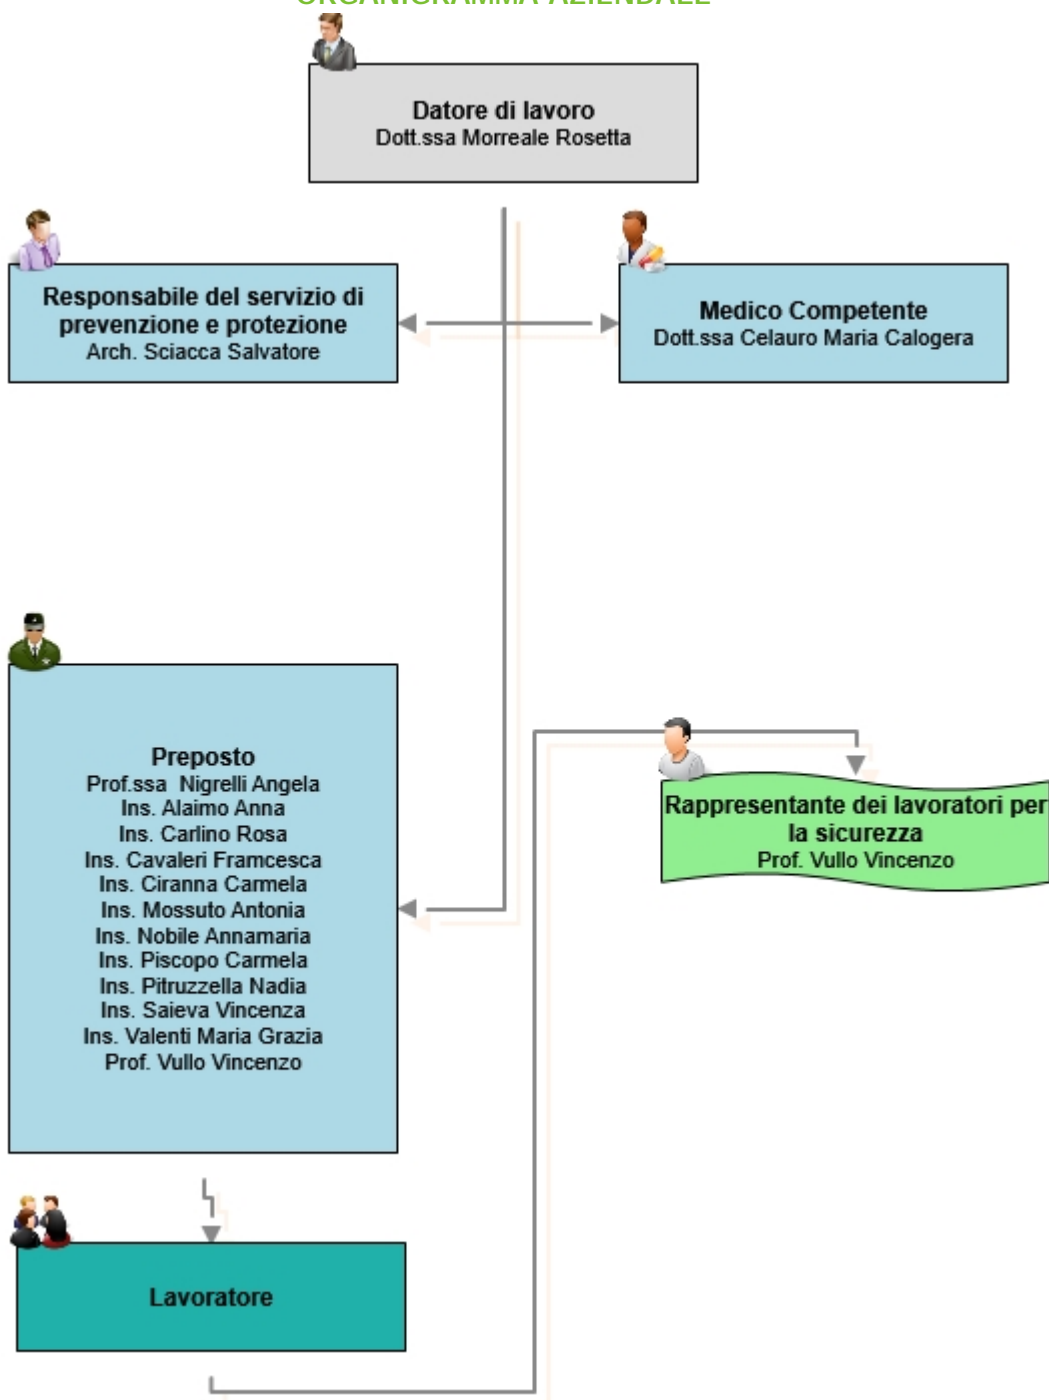 ORGANIGRAMMA AZIENDALE
Datore di lavoro
Dott.ssa Morreale Rosetta
Responsabile del servizio di
prevenzione e protezione
Arch. Sciacca Salvatore
Medico Competente
Dott.ssa Celauro Maria Calogera
Preposto
Prof.ssa Nigrelli Angela
Ins. Alaimo Anna
Ins. Carlino Rosa
Ins. Cavaleri Framcesca
Ins. Ciranna Carmela
Ins. Mossuto Antonia
Ins. Nobile Annamaria
Ins. Piscopo Carmela
Ins. Pitruzzella Nadia
Ins. Saieva Vincenza
Ins. Valenti Maria Grazia
Prof. Vullo Vincenzo
Rappresentante dei lavoratori per
la sicurezza
Prof. Vullo Vincenzo
Lavoratore